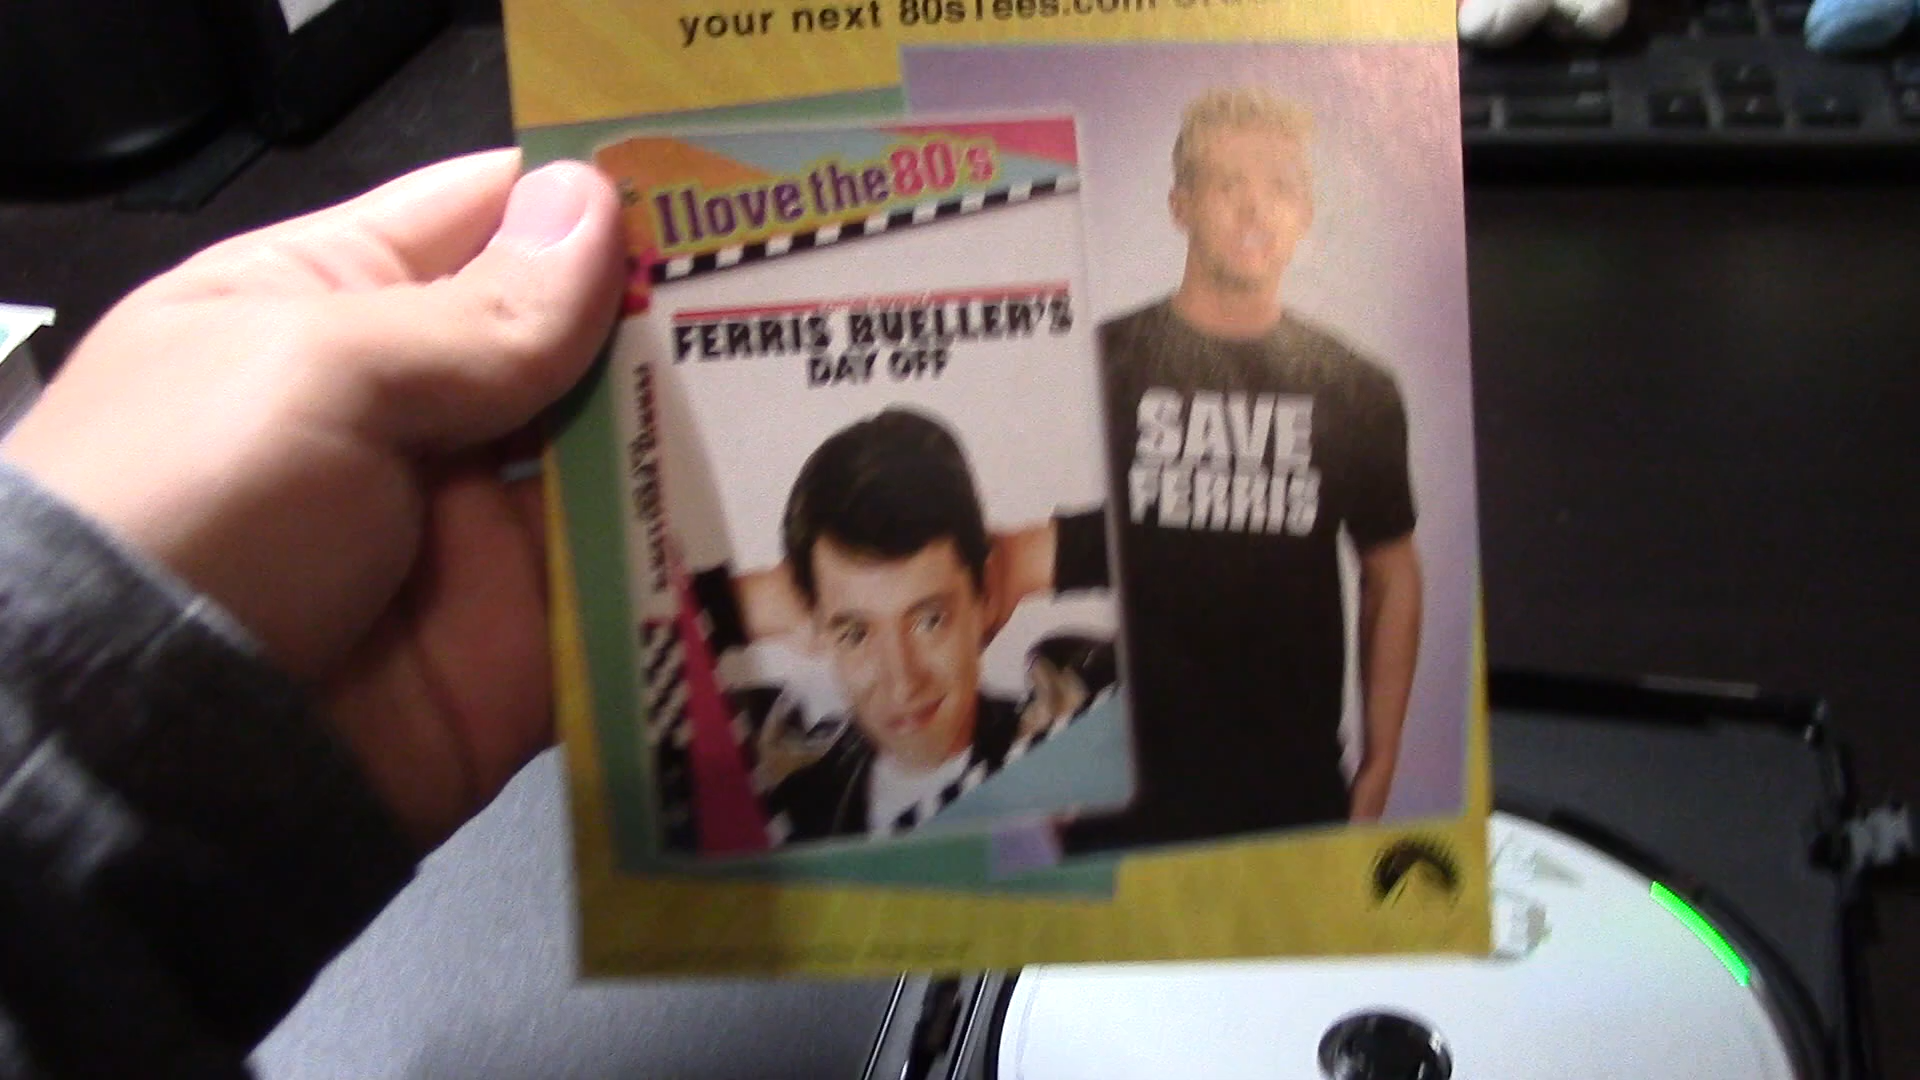 your next 80sTees.com
I love the 80's
FERRIS BUELLER'S
DAY OFF
SAVE
FERRIS